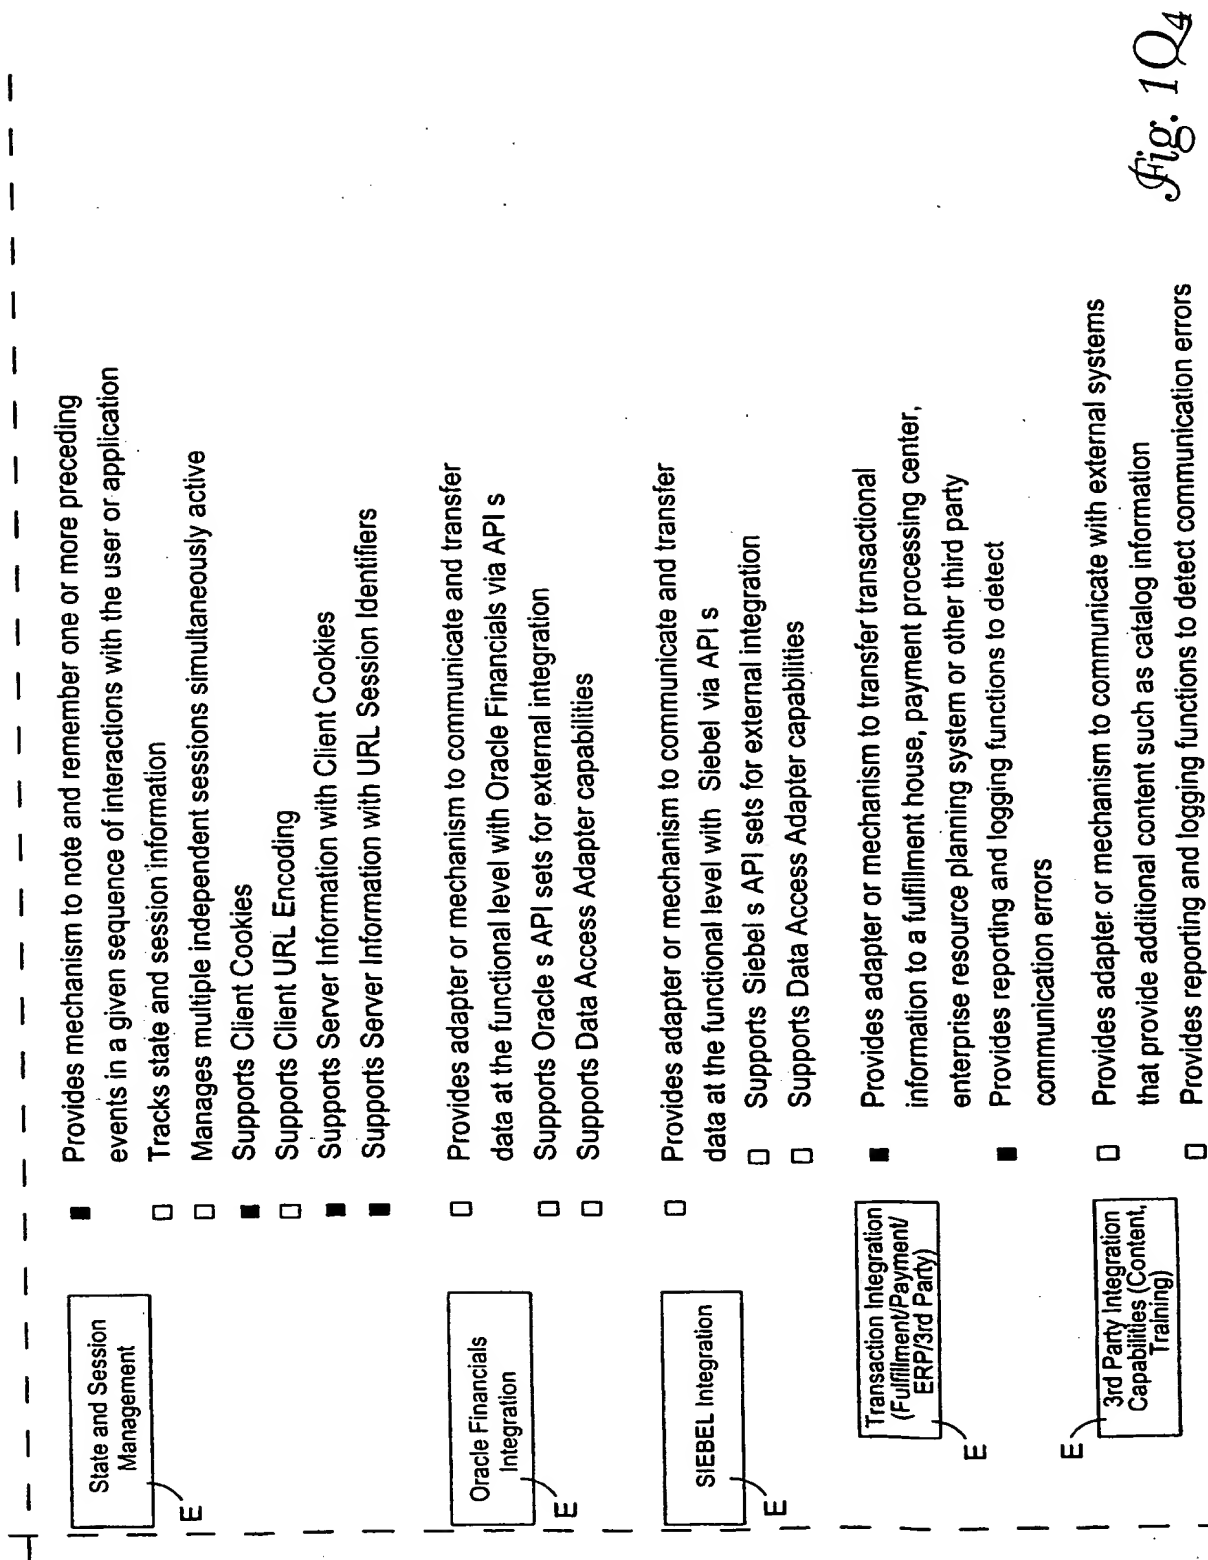 State and Session
Management
E
■ Provides mechanism to note and remember one or more preceding
events in a given sequence of interactions with the user or application
□ Tracks state and session information
□ Manages multiple independent sessions simultaneously active
■ Supports Client Cookies
□ Supports Client URL Encoding
■ Supports Server Information with Client Cookies
■ Supports Server Information with URL Session Identifiers
Oracle Financials
Integration
E
□ Provides adapter or mechanism to communicate and transfer
data at the functional level with Oracle Financials via API s
□ Supports Oracle s API sets for external integration
□ Supports Data Access Adapter capabilities
SIEBEL Integration
E
□ Provides adapter or mechanism to communicate and transfer
data at the functional level with Siebel via API s
□ Supports Siebel s API sets for external integration
□ Supports Data Access Adapter capabilities
Transaction Integration
(Fulfillment/Payment/
ERP/3rd Party)
E
■ Provides adapter or mechanism to transfer transactional
information to a fulfillment house, payment processing center,
enterprise resource planning system or other third party
■ Provides reporting and logging functions to detect
communication errors
E
3rd Party Integration
Capabilities (Content,
Training)
□ Provides adapter or mechanism to communicate with external systems
that provide additional content such as catalog information
□ Provides reporting and logging functions to detect communication errors
Fig. 1Q4